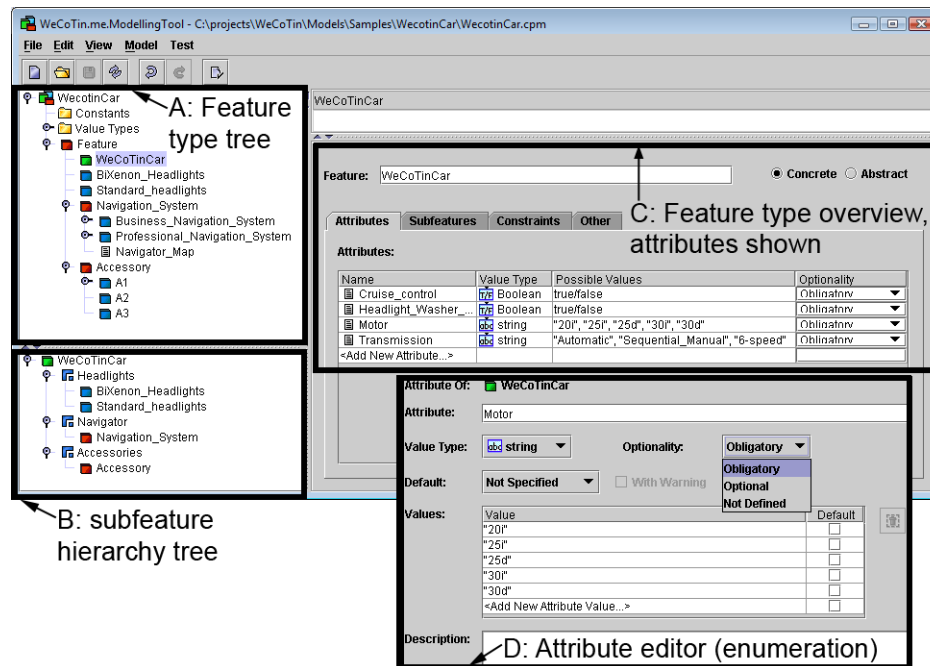 WeCoTin.me.ModellingTool - C:\projects\WeCoTin\Models\Samples\WecotinCar\WecotinCar.cpm
File Edit View Model Test
WecotinCar
Constants
Value Types
Feature
WeCoTinCar
BiXenon_Headlights
Standard_headlights
Navigation_System
Business_Navigation_System
Professional_Navigation_System
Navigator_Map
Accessory
A1
A2
A3
A: Feature
type tree
WeCoTinCar
Headlights
BiXenon_Headlights
Standard_headlights
Navigator
Navigation_System
Accessories
Accessory
B: subfeature
hierarchy tree
WeCoTinCar
Feature: WeCoTinCar Concrete Abstract
C: Feature type overview,
attributes shown
Attributes Subfeatures Constraints Other
Attributes:
Name Value Type Possible Values Optionality
Cruise_control T/F Boolean true/false Obligatory
Headlight_Washer_... T/F Boolean true/false Obligatory
Motor abc string "20i", "25i", "25d", "30i", "30d" Obligatory
Transmission abc string "Automatic", "Sequential_Manual", "6-speed" Obligatory
<Add New Attribute...>
Attribute Of: WeCoTinCar
Attribute: Motor
Value Type: abc string Optionality: Obligatory
Obligatory
Optional
Not Defined
Default: Not Specified With Warning
Values: Value Default
"20i"
"25i"
"25d"
"30i"
"30d"
<Add New Attribute Value...>
Description:
D: Attribute editor (enumeration)